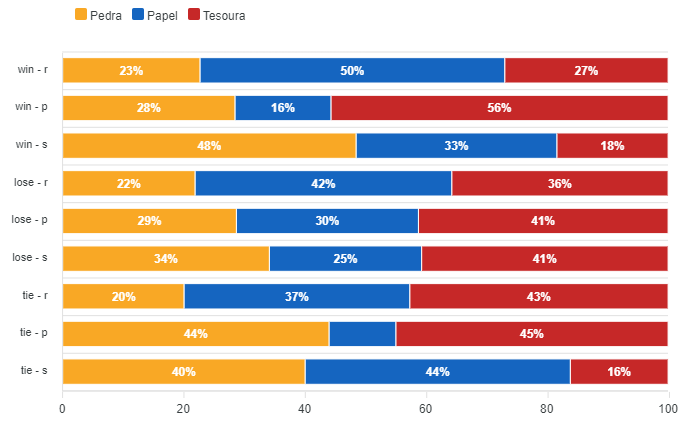 Pedra Papel Tesoura
win - r 23% 50% 27%
win - p 28% 16% 56%
win - s 48% 33% 18%
lose - r 22% 42% 36%
lose - p 29% 30% 41%
lose - s 34% 25% 41%
tie - r 20% 37% 43%
tie - p 44% 45%
tie - s 40% 44% 16%
0 20 40 60 80 100